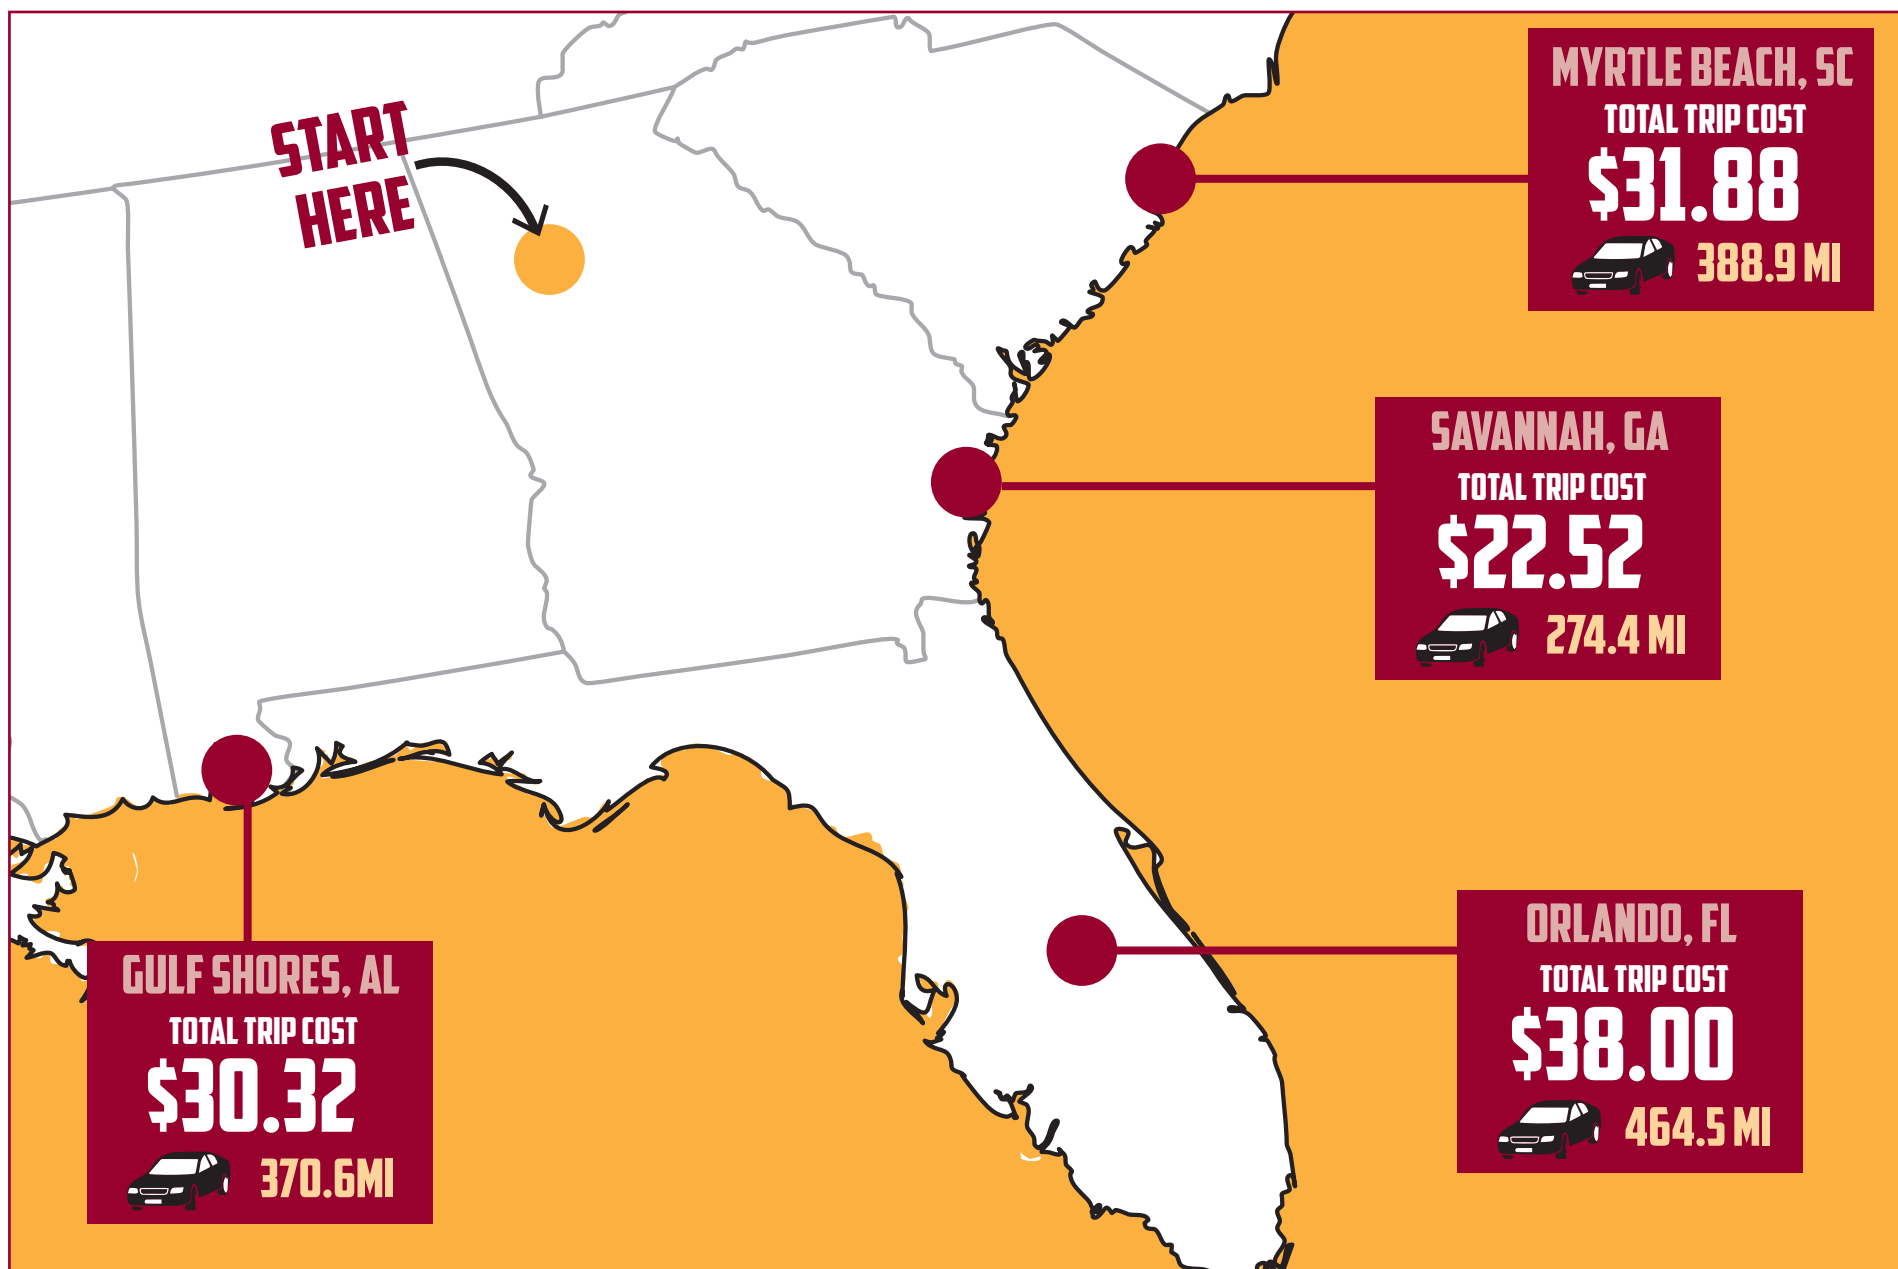 START
HERE
MYRTLE BEACH, SC
TOTAL TRIP COST
$31.88
388.9 MI
SAVANNAH, GA
TOTAL TRIP COST
$22.52
274.4 MI
ORLANDO, FL
TOTAL TRIP COST
$38.00
464.5 MI
GULF SHORES, AL
TOTAL TRIP COST
$30.32
370.6MI